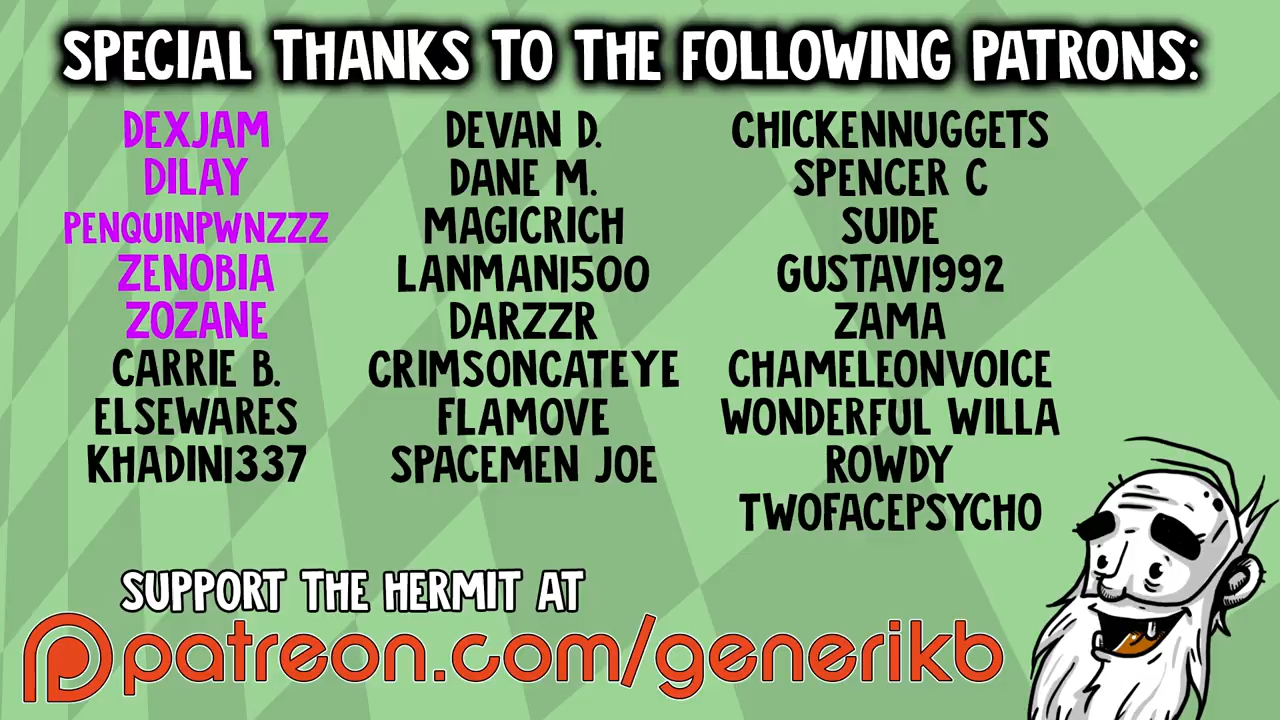 SPECIAL THANKS TO THE FOLLOWING PATRONS:
DEXJAM
DILAY
PENQUINPWNZZZ
ZENOBIA
ZOZANE
CARRIE B.
ELSEWARES
KHADIN1337
DEVAN D.
DANE M.
MAGICRICH
LANMAN1500
DARZZR
CRIMSONCATEYE
FLAMOVE
SPACEMEN JOE
CHICKENNUGGETS
SPENCER C
SUIDE
GUSTAV1992
ZAMA
CHAMELEONVOICE
WONDERFUL WILLA
ROWDY
TWOFACEPSYCHO
SUPPORT THE HERMIT AT
patreon.com/generikb